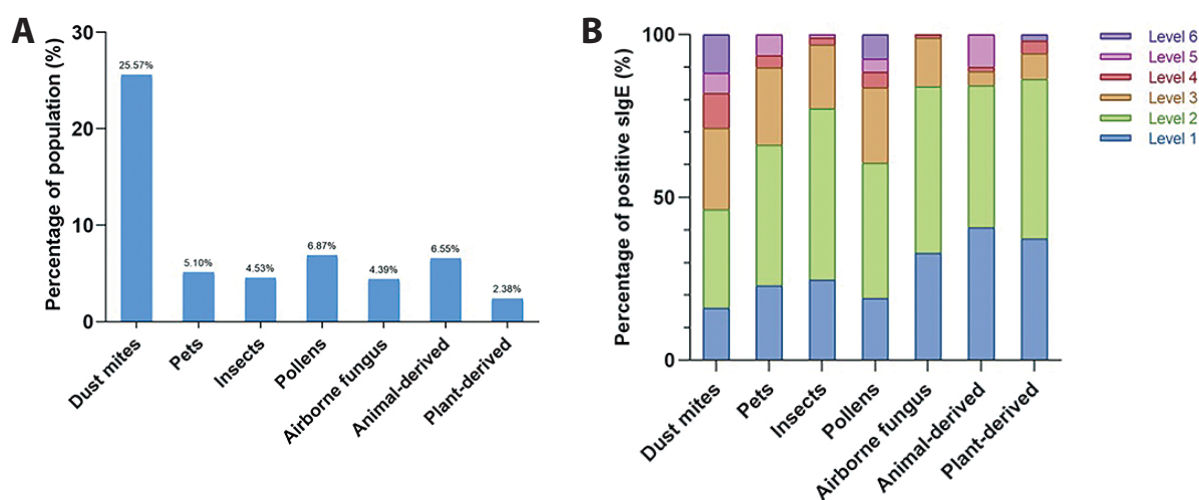 A
Percentage of population (%)
30
20
10
0
25.57%
5.10%
4.53%
6.87%
4.39%
6.55%
2.38%
Dust mites
Pets
Insects
Pollens
Airborne fungus
Animal-derived
Plant-derived
B
Percentage of positive sIgE (%)
100
50
0
Dust mites
Pets
Insects
Pollens
Airborne fungus
Animal-derived
Plant-derived
Level 6
Level 5
Level 4
Level 3
Level 2
Level 1